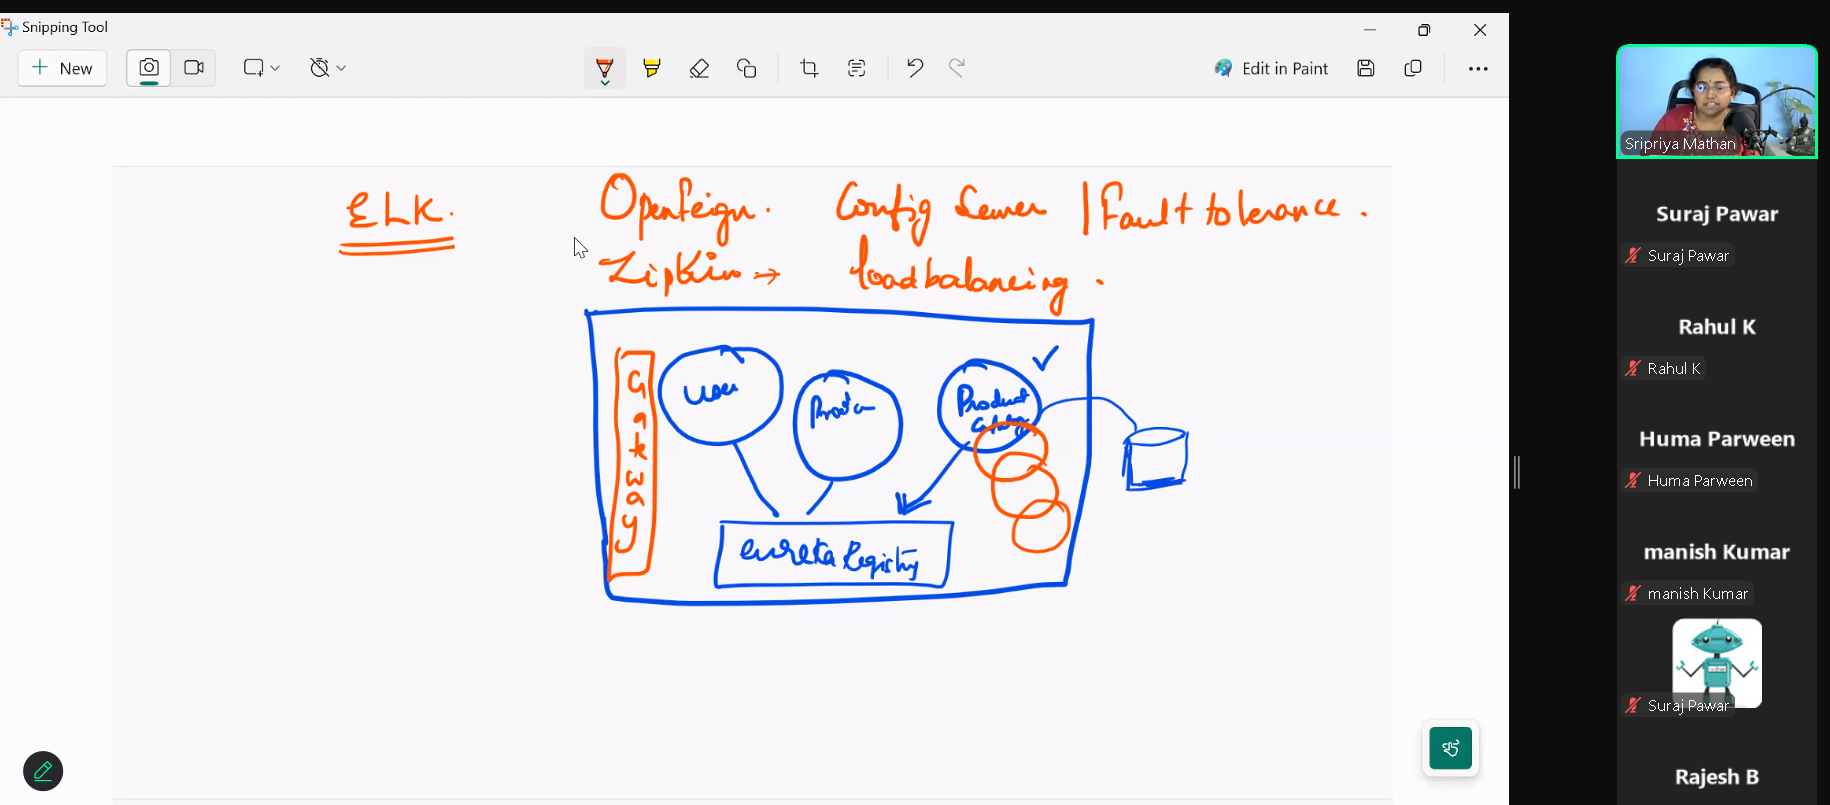 Snipping Tool
New
Edit in Paint
ELK.
OpenFeign.
Config Server | Fault tolerance.
Zipkin →
loadbalancing.
Gatway
User
Product
Catalog
eureka Registry
Sripriya Mathan
Suraj Pawar
Suraj Pawar
Rahul K
Rahul K
Huma Parween
Huma Parween
manish Kumar
manish Kumar
Suraj Pawar
Rajesh B